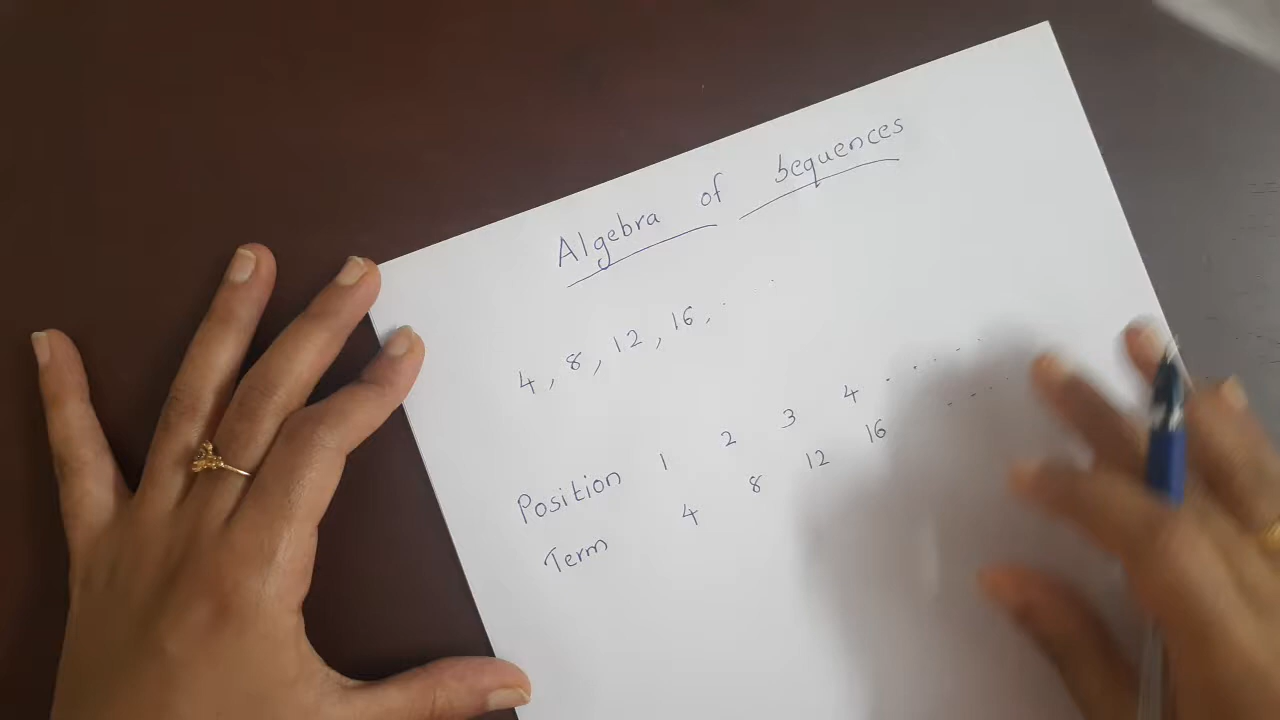 Algebra of Sequences
4, 8, 12, 16, . .
Position 1 2 3 4 . . . . . .
Term 4 8 12 16 . . . .